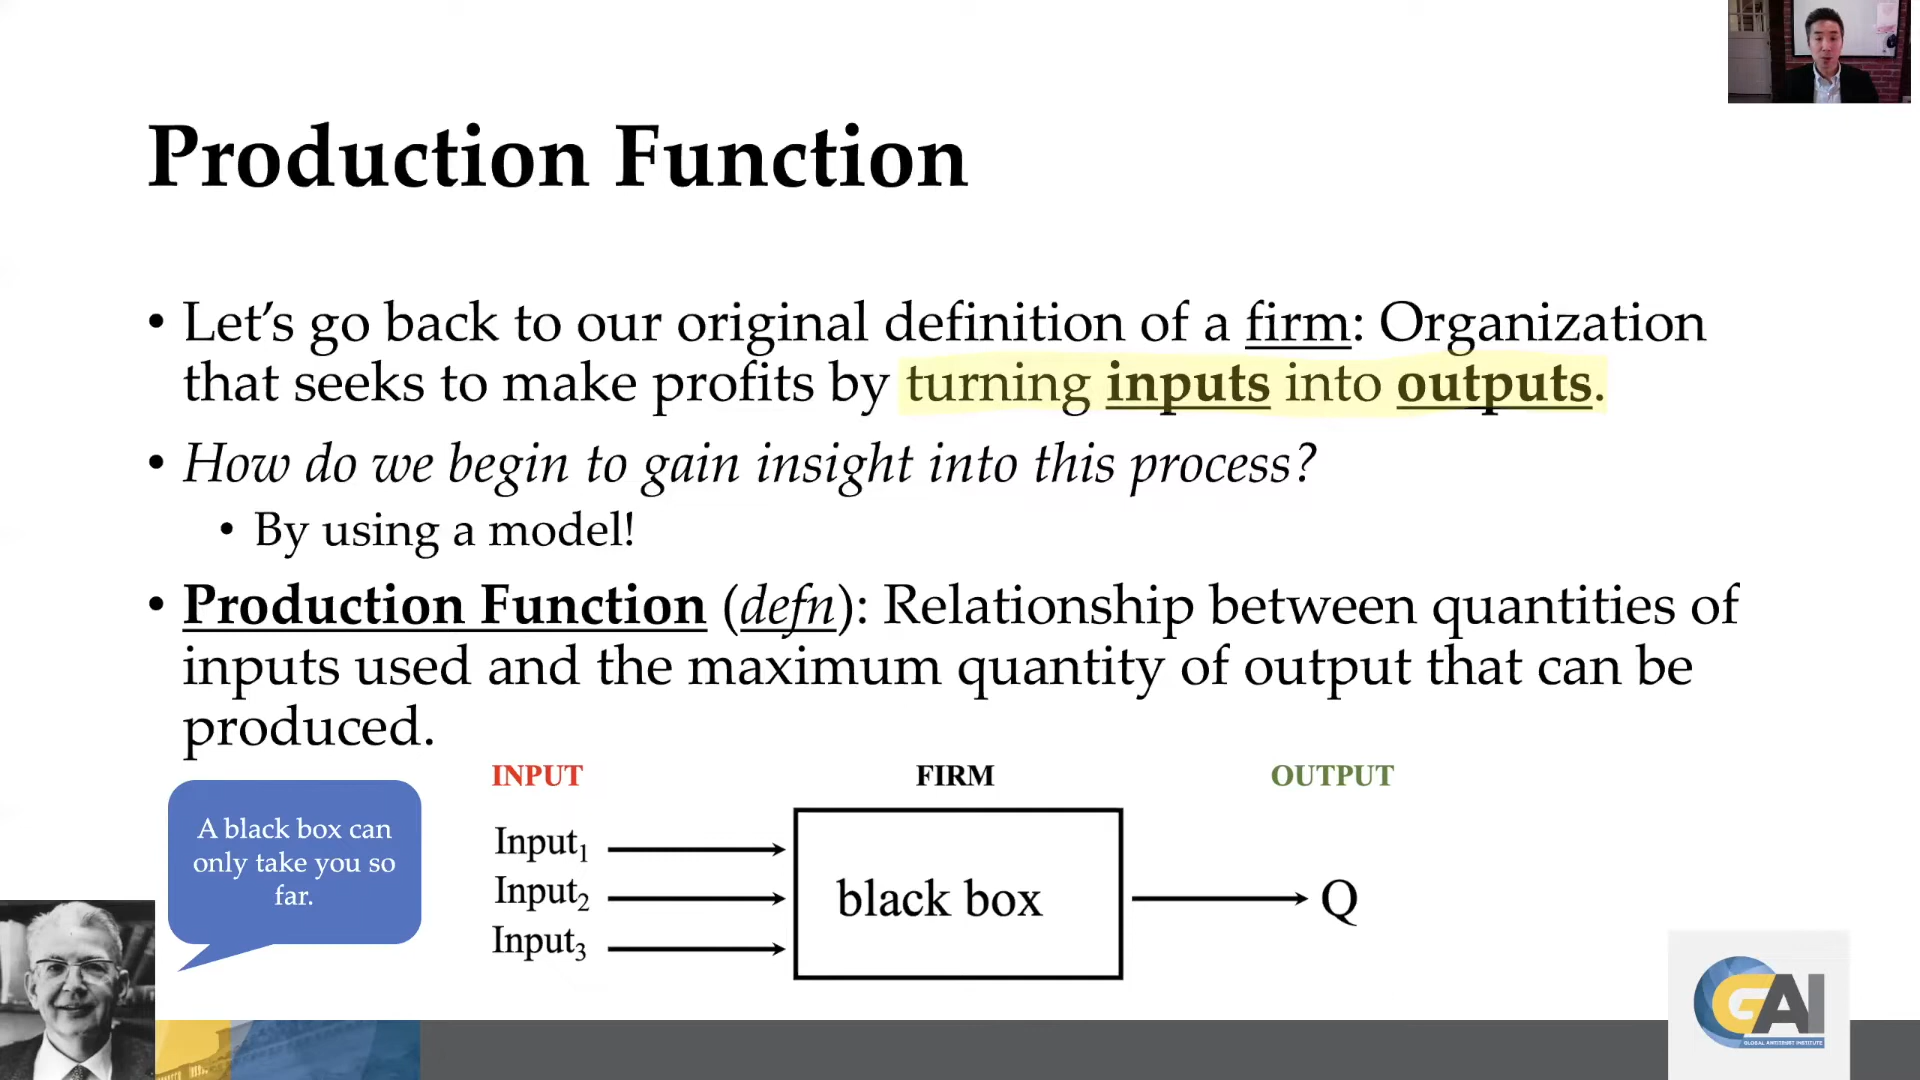 Production Function
• Let’s go back to our original definition of a firm: Organization
that seeks to make profits by turning inputs into outputs.
• How do we begin to gain insight into this process?
• By using a model!
• Production Function (defn): Relationship between quantities of
inputs used and the maximum quantity of output that can be
produced.
A black box can
only take you so
far.
INPUT FIRM OUTPUT
Input1
Input2
Input3
black box
Q
GAI
GLOBAL ANTITRUST INSTITUTE